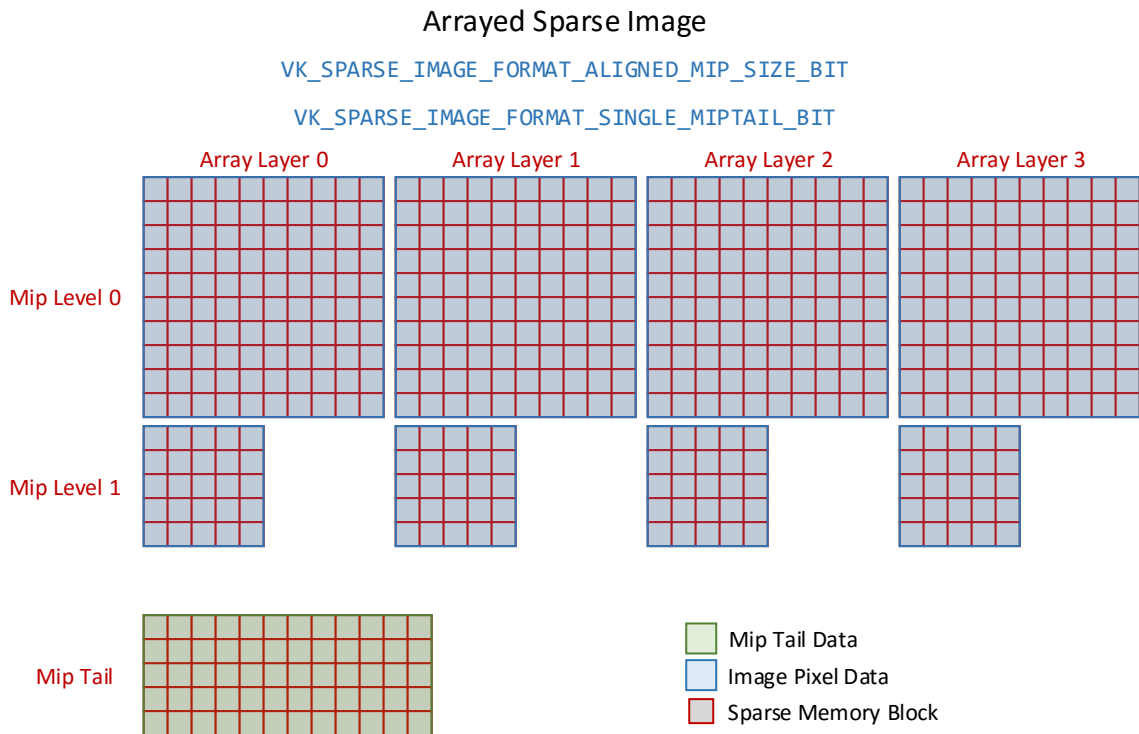 Arrayed Sparse Image
VK_SPARSE_IMAGE_FORMAT_ALIGNED_MIP_SIZE_BIT
VK_SPARSE_IMAGE_FORMAT_SINGLE_MIPTAIL_BIT
Array Layer 0 Array Layer 1 Array Layer 2 Array Layer 3
Mip Level 0
Mip Level 1
Mip Tail
Mip Tail Data
Image Pixel Data
Sparse Memory Block